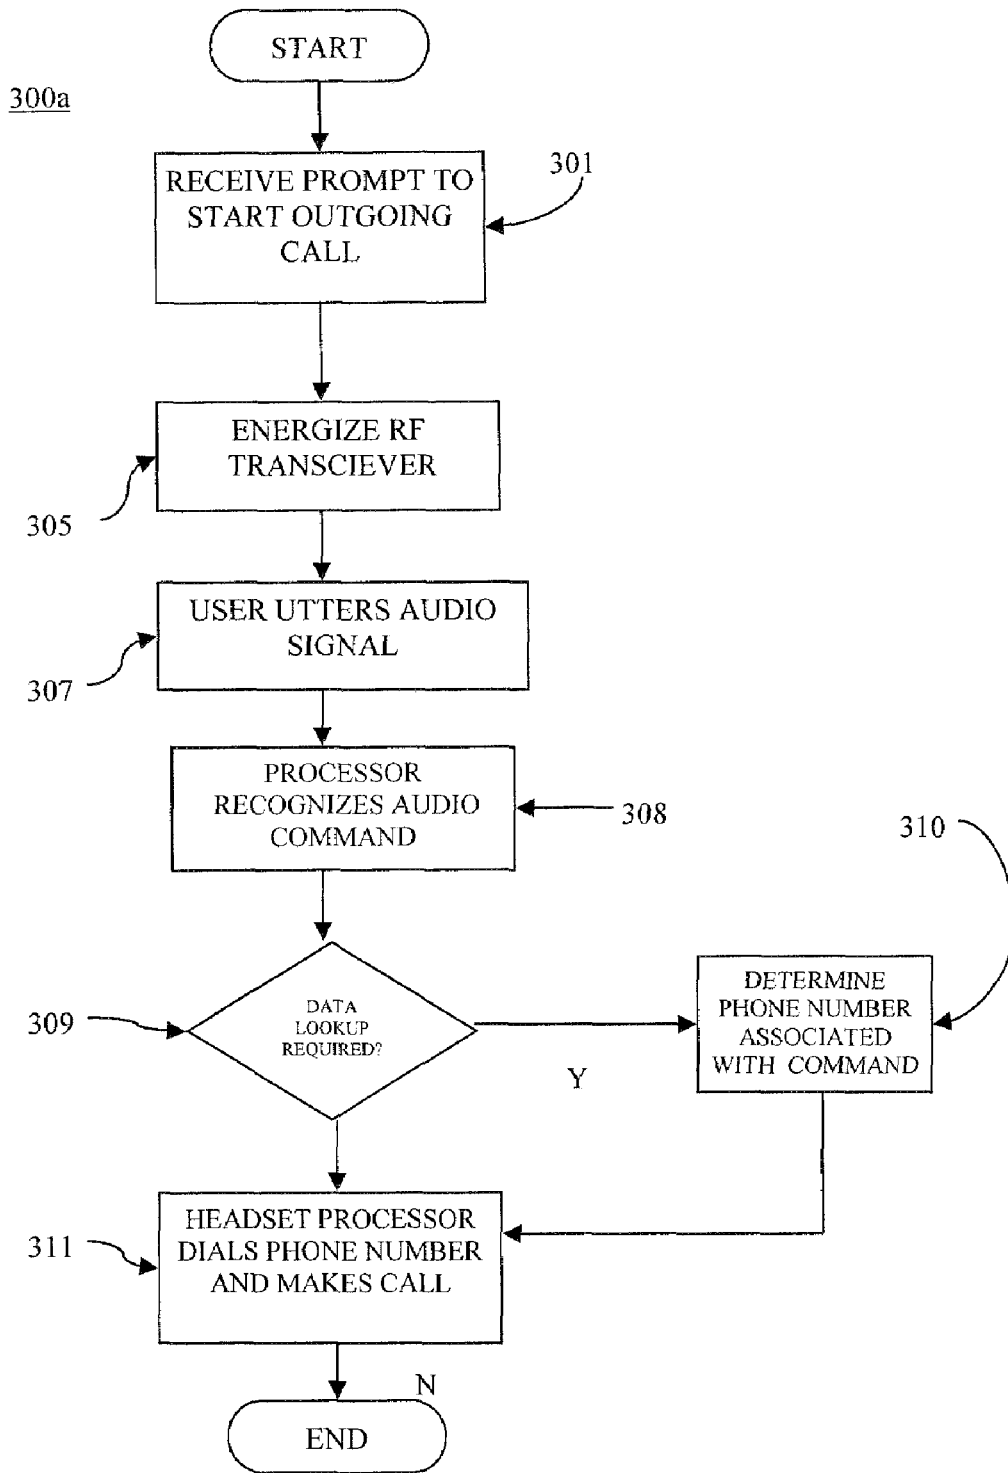 START
300a
RECEIVE PROMPT TO
START OUTGOING
CALL
301
ENERGIZE RF
TRANSCIEVER
305
USER UTTERS AUDIO
SIGNAL
307
PROCESSOR
RECOGNIZES AUDIO
COMMAND
308
310
DATA
LOOKUP
REQUIRED?
309
Y
DETERMINE
PHONE NUMBER
ASSOCIATED
WITH COMMAND
HEADSET PROCESSOR
DIALS PHONE NUMBER
AND MAKES CALL
311
N
END